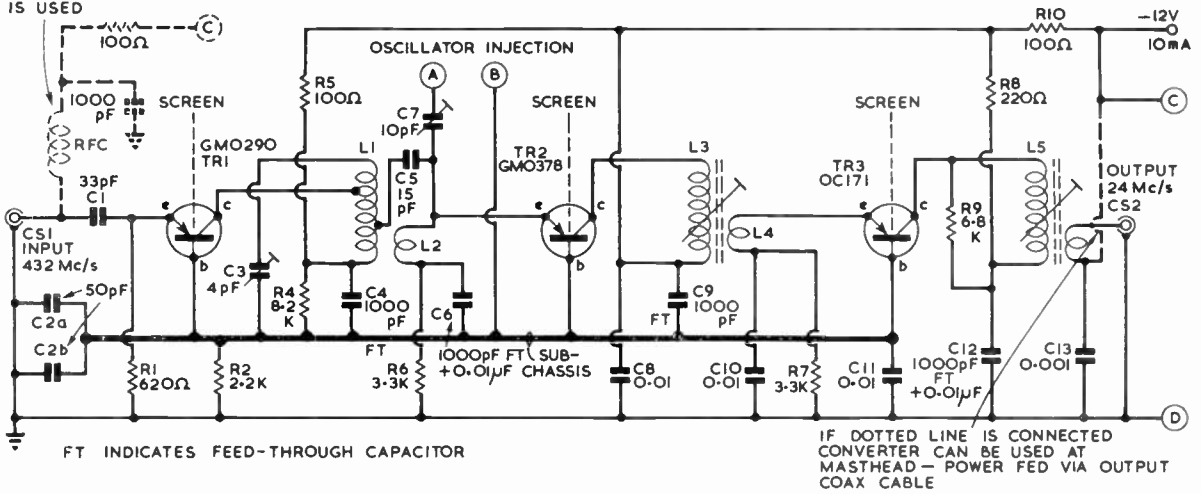 IS USED
100Ω
C
1000
pF
RFC
SCREEN
GMO290
TR1
33pF
C1
e
c
b
CS1
INPUT
432 Mc/s
50pF
C2a
C2b
R1
620Ω
R2
2·2K
C3
4pF
R5
100Ω
R4
8·2
K
L1
C4
1000
pF
FT
OSCILLATOR INJECTION
A
B
C7
10pF
C5
15
pF
L2
C6
R6
3·3K
1000pF FT
+0·01µF
SUB-
CHASSIS
SCREEN
TR2
GMO378
e
c
b
L3
L4
C9
1000
pF
FT
C8
0·01
C10
0·01
R7
3·3K
SCREEN
TR3
OC171
e
c
b
C11
0·01
R10
100Ω
R8
220Ω
R9
6·8
K
L5
C12
1000pF
FT
+0·01µF
C13
0·001
−12V
10mA
C
OUTPUT
24 Mc/s
CS2
D
FT INDICATES FEED-THROUGH CAPACITOR
IF DOTTED LINE IS CONNECTED
CONVERTER CAN BE USED AT
MASTHEAD — POWER FED VIA OUTPUT
COAX CABLE